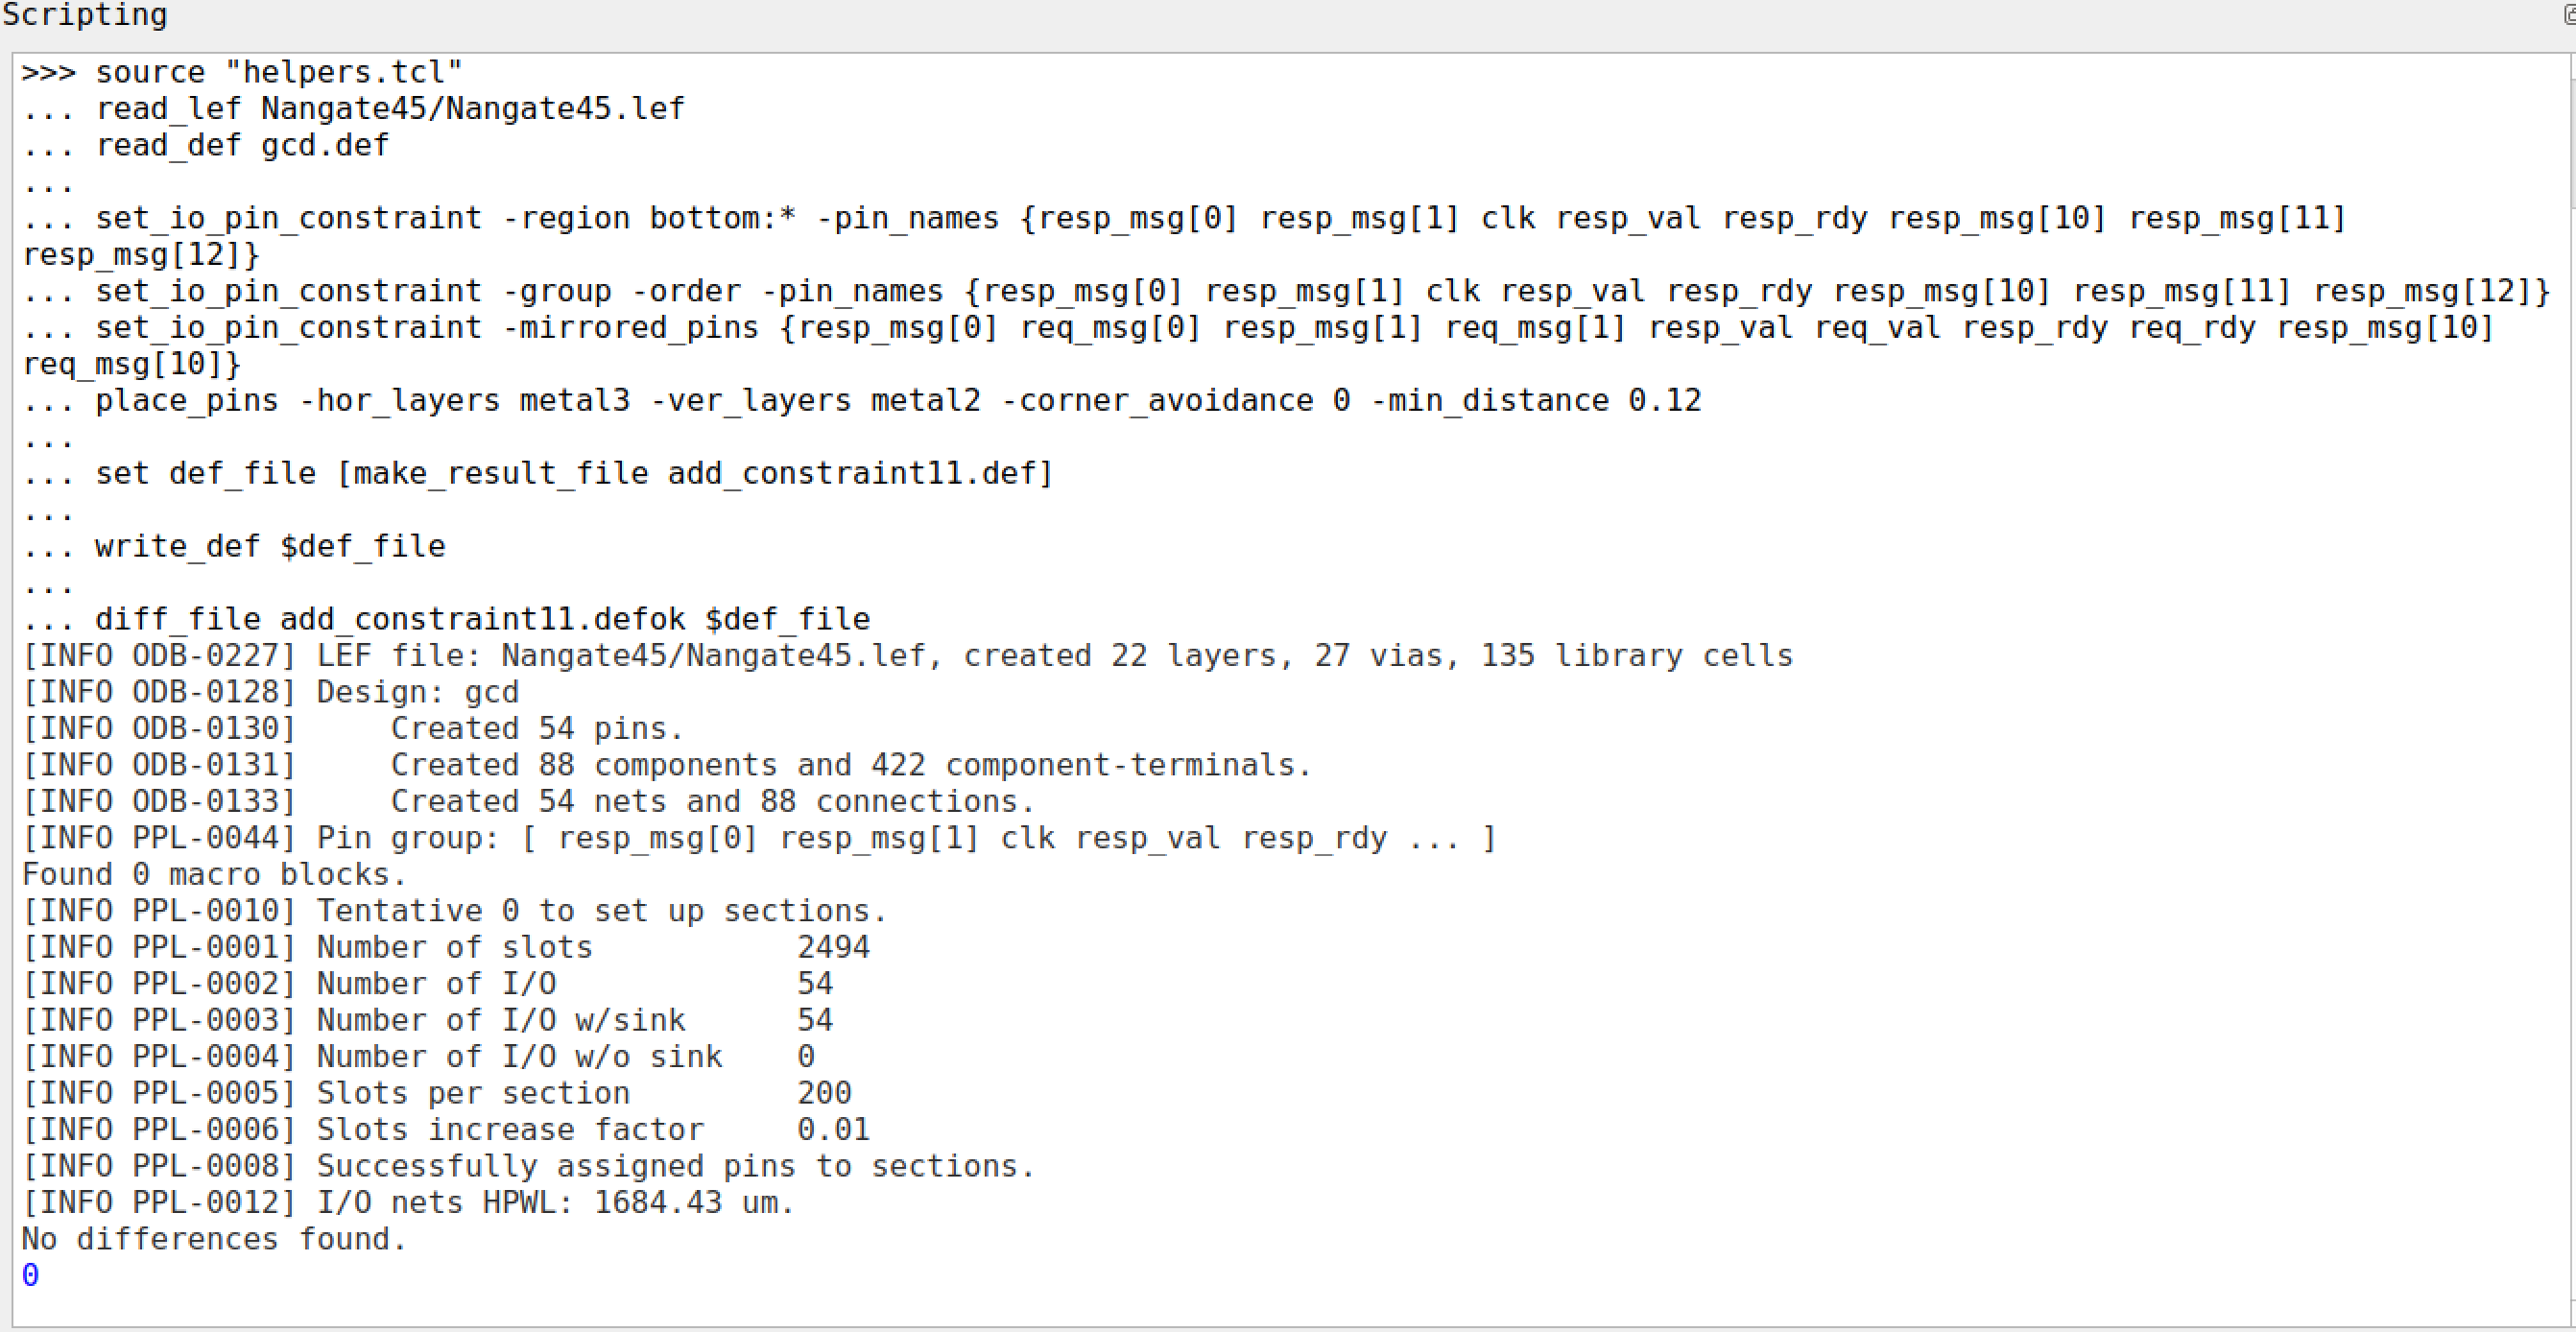 Scripting
>>> source "helpers.tcl"
... read_lef Nangate45/Nangate45.lef
... read_def gcd.def
...
... set_io_pin_constraint -region bottom:* -pin_names {resp_msg[0] resp_msg[1] clk resp_val resp_rdy resp_msg[10] resp_msg[11]
resp_msg[12]}
... set_io_pin_constraint -group -order -pin_names {resp_msg[0] resp_msg[1] clk resp_val resp_rdy resp_msg[10] resp_msg[11] resp_msg[12]}
... set_io_pin_constraint -mirrored_pins {resp_msg[0] req_msg[0] resp_msg[1] req_msg[1] resp_val req_val resp_rdy req_rdy resp_msg[10]
req_msg[10]}
... place_pins -hor_layers metal3 -ver_layers metal2 -corner_avoidance 0 -min_distance 0.12
...
... set def_file [make_result_file add_constraint11.def]
...
... write_def $def_file
...
... diff_file add_constraint11.defok $def_file
[INFO ODB-0227] LEF file: Nangate45/Nangate45.lef, created 22 layers, 27 vias, 135 library cells
[INFO ODB-0128] Design: gcd
[INFO ODB-0130]     Created 54 pins.
[INFO ODB-0131]     Created 88 components and 422 component-terminals.
[INFO ODB-0133]     Created 54 nets and 88 connections.
[INFO PPL-0044] Pin group: [ resp_msg[0] resp_msg[1] clk resp_val resp_rdy ... ]
Found 0 macro blocks.
[INFO PPL-0010] Tentative 0 to set up sections.
[INFO PPL-0001] Number of slots           2494
[INFO PPL-0002] Number of I/O             54
[INFO PPL-0003] Number of I/O w/sink      54
[INFO PPL-0004] Number of I/O w/o sink    0
[INFO PPL-0005] Slots per section         200
[INFO PPL-0006] Slots increase factor     0.01
[INFO PPL-0008] Successfully assigned pins to sections.
[INFO PPL-0012] I/O nets HPWL: 1684.43 um.
No differences found.
0